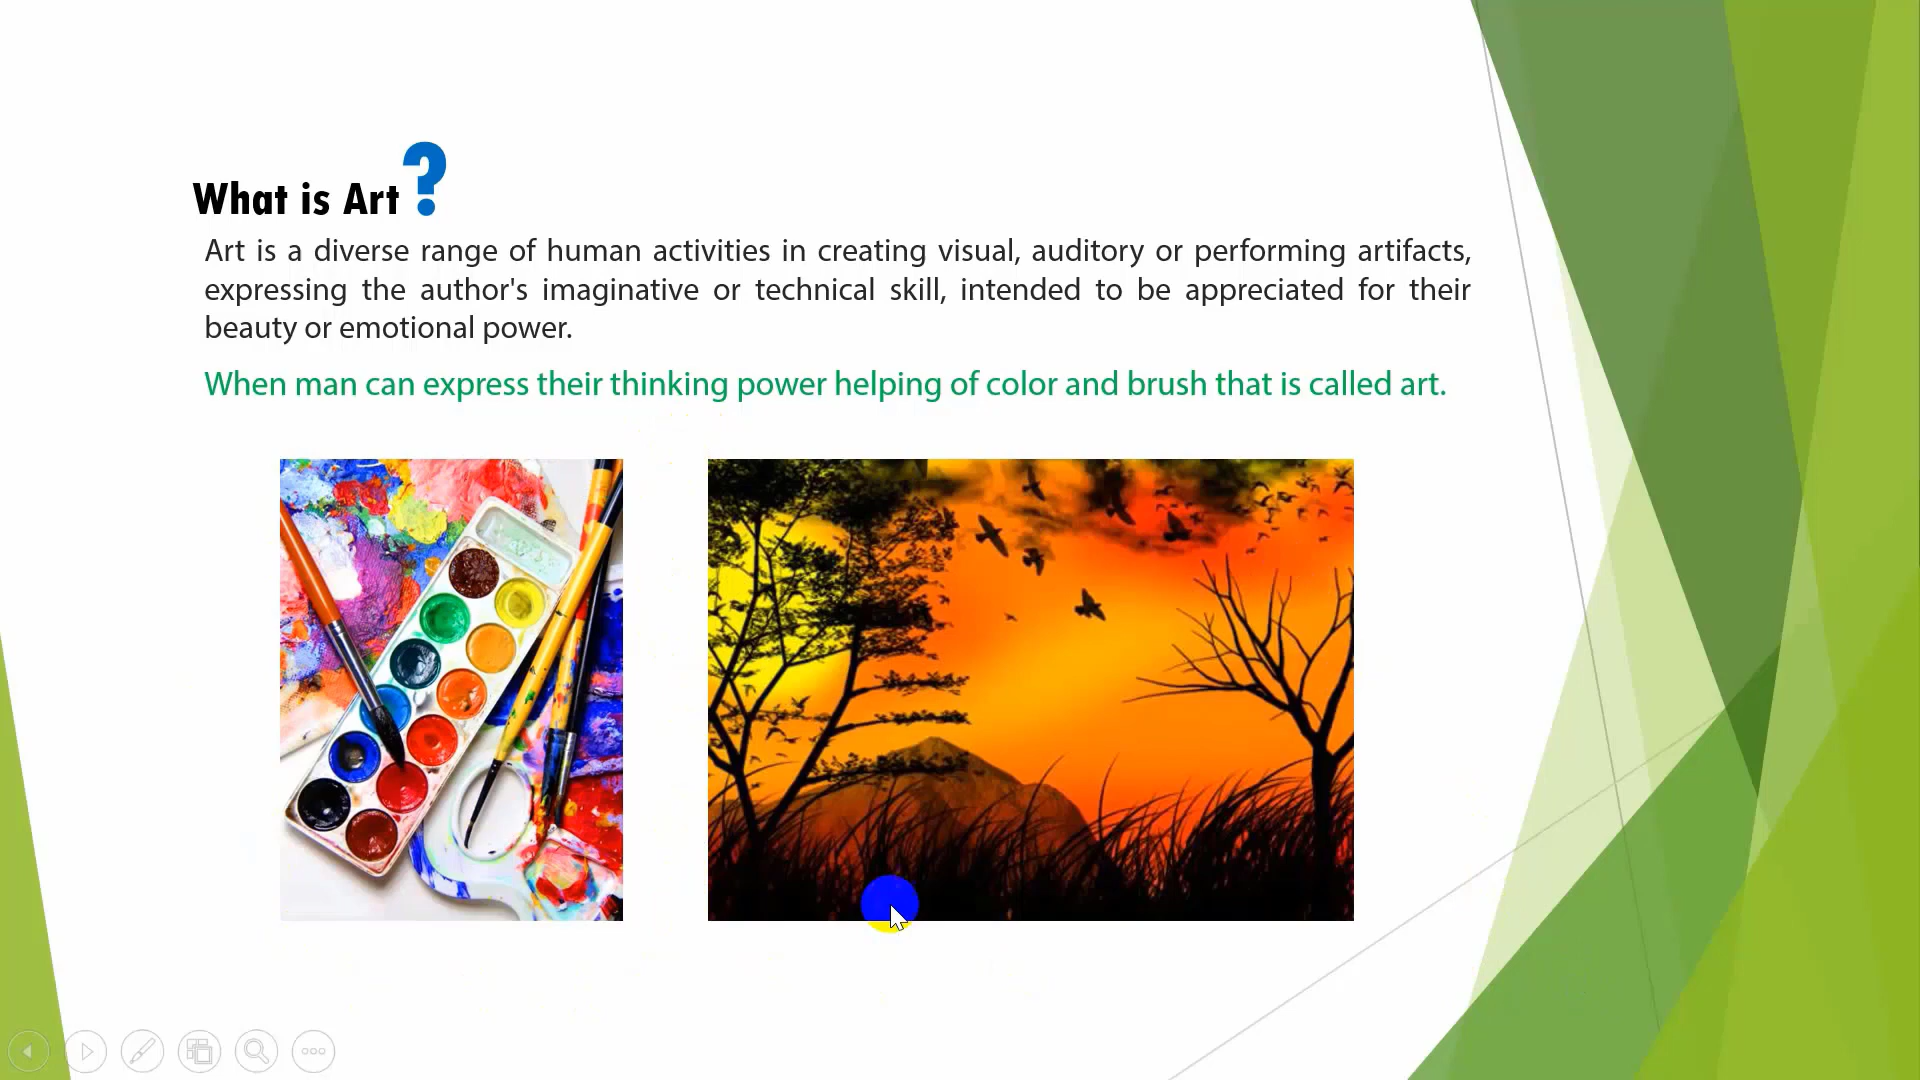 What is Art?
Art is a diverse range of human activities in creating visual, auditory or performing artifacts,
expressing the author's imaginative or technical skill, intended to be appreciated for their
beauty or emotional power.
When man can express their thinking power helping of color and brush that is called art.